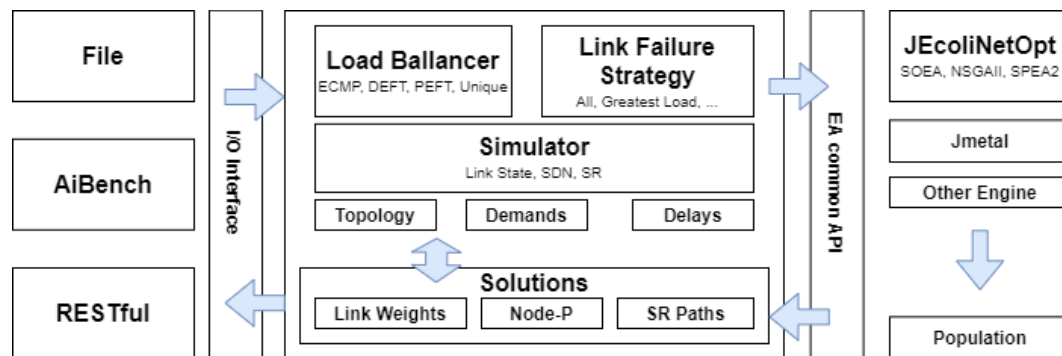 File
AiBench
RESTful
I/O Interface
Load Ballancer
ECMP, DEFT, PEFT, Unique
Link Failure
Strategy
All, Greatest Load, ...
Simulator
Link State, SDN, SR
Topology
Demands
Delays
Solutions
Link Weights
Node-P
SR Paths
EA common API
JEcoliNetOpt
SOEA, NSGAII, SPEA2
Jmetal
Other Engine
Population